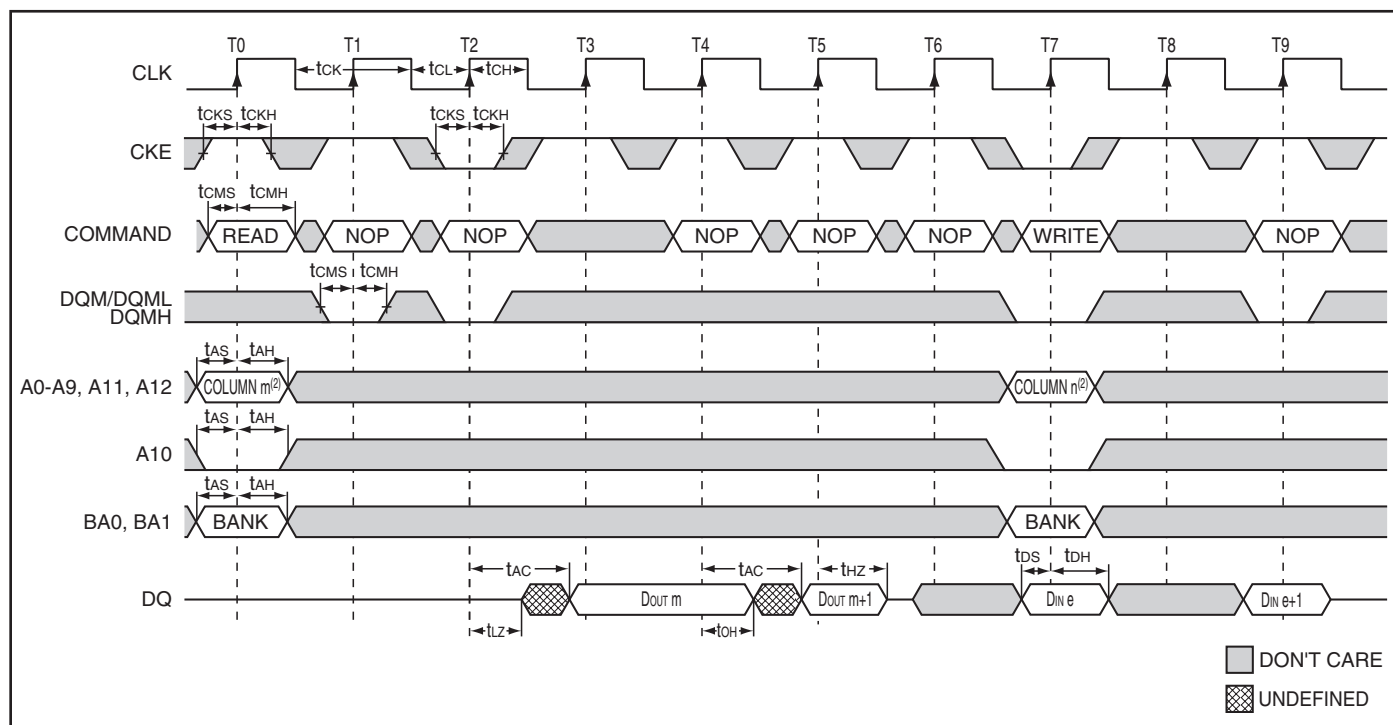 T0 T1 T2 T3 T4 T5 T6 T7 T8 T9
CLK
tCK tCL tCH
tCKS tCKH tCKS tCKH
CKE
tCMS tCMH
COMMAND READ NOP NOP NOP NOP NOP WRITE NOP
tCMS tCMH
DQM/DQML
DQMH
tAS tAH
A0-A9, A11, A12 COLUMN m(2) COLUMN n(2)
tAS tAH
A10
tAS tAH
BA0, BA1 BANK BANK
tAC tAC tHZ tDS tDH
DQ DOUT m DOUT m+1 DIN e DIN e+1
tLZ tOH
DON'T CARE
UNDEFINED